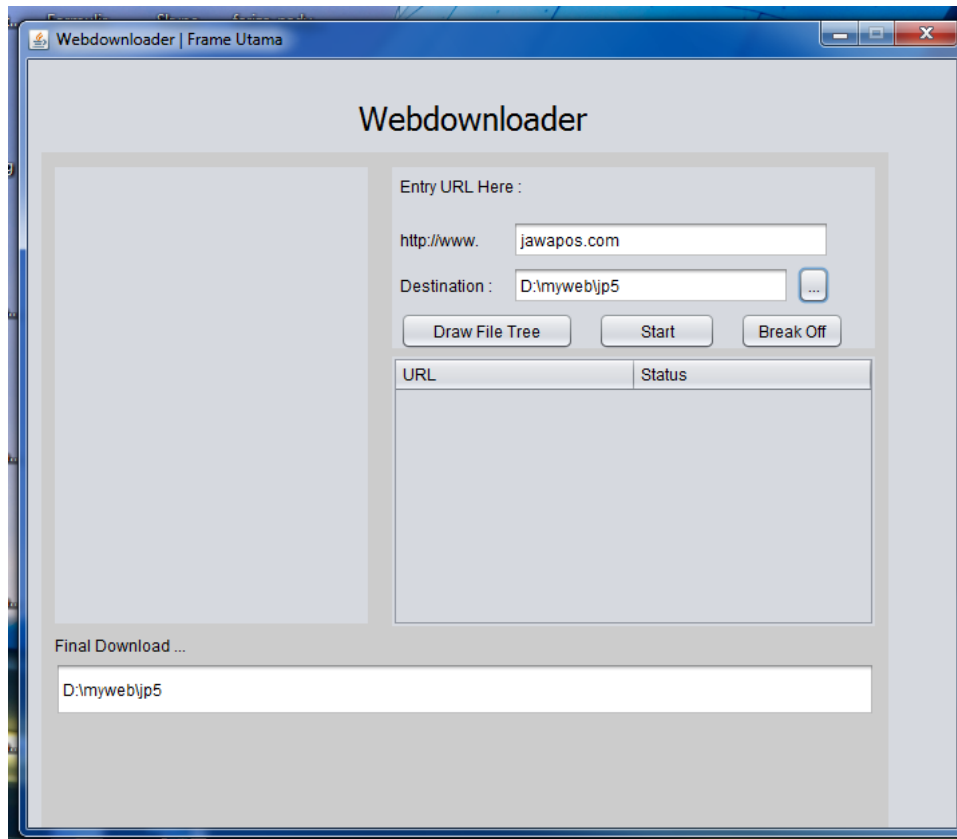 Webdownloader | Frame Utama
Webdownloader
Entry URL Here :
http://www. jawapos.com
Destination : D:\myweb\jp5 ...
Draw File Tree Start Break Off
URL Status
Final Download ...
D:\myweb\jp5